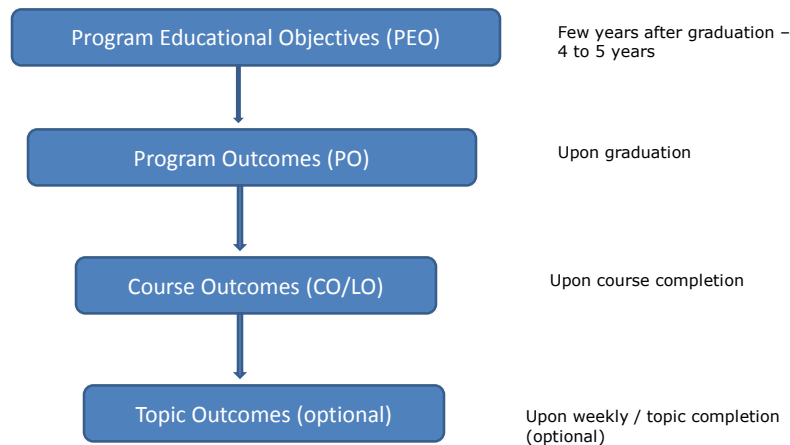 Program Educational Objectives (PEO)
Few years after graduation –
4 to 5 years
Program Outcomes (PO)
Upon graduation
Course Outcomes (CO/LO)
Upon course completion
Topic Outcomes (optional)
Upon weekly / topic completion
(optional)